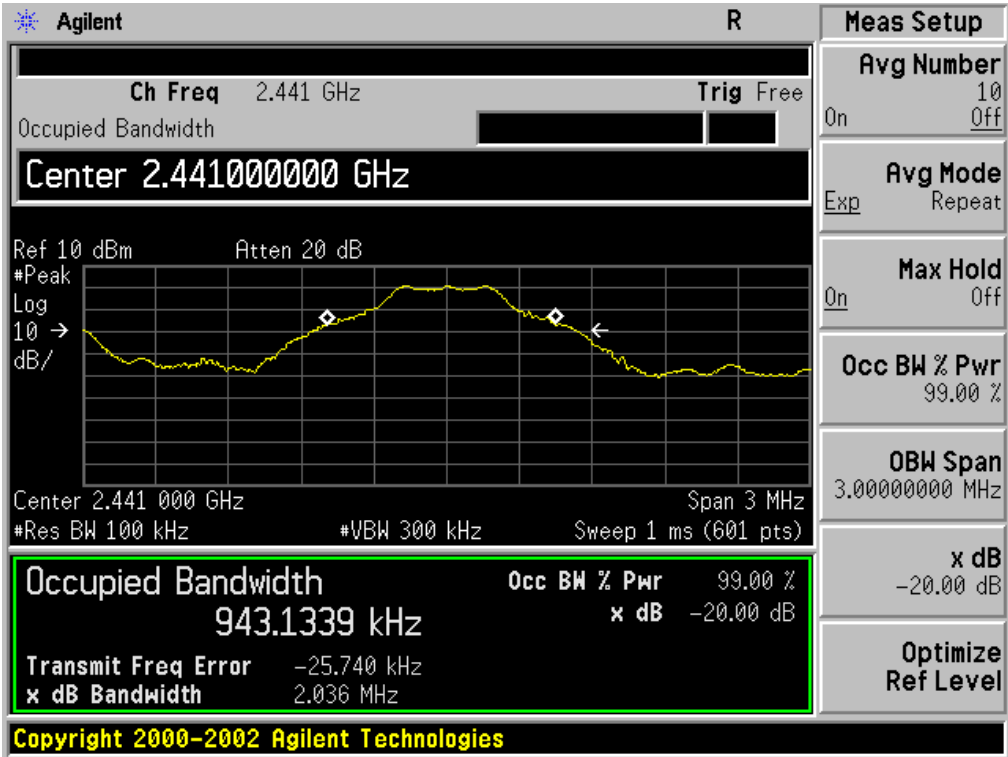 Agilent
R
Meas Setup
Ch Freq 2.441 GHz
Trig Free
Occupied Bandwidth
Center 2.441000000 GHz
Ref 10 dBm
Atten 20 dB
#Peak
Log
10
dB/
Center 2.441 000 GHz
Span 3 MHz
#Res BW 100 kHz
#VBW 300 kHz
Sweep 1 ms (601 pts)
Occupied Bandwidth
943.1339 kHz
Occ BW % Pwr 99.00 %
x dB -20.00 dB
Transmit Freq Error -25.740 kHz
x dB Bandwidth 2.036 MHz
Avg Number
10
On Off
Avg Mode
Exp Repeat
Max Hold
On Off
Occ BW % Pwr
99.00 %
OBW Span
3.00000000 MHz
x dB
-20.00 dB
Optimize
Ref Level
Copyright 2000-2002 Agilent Technologies